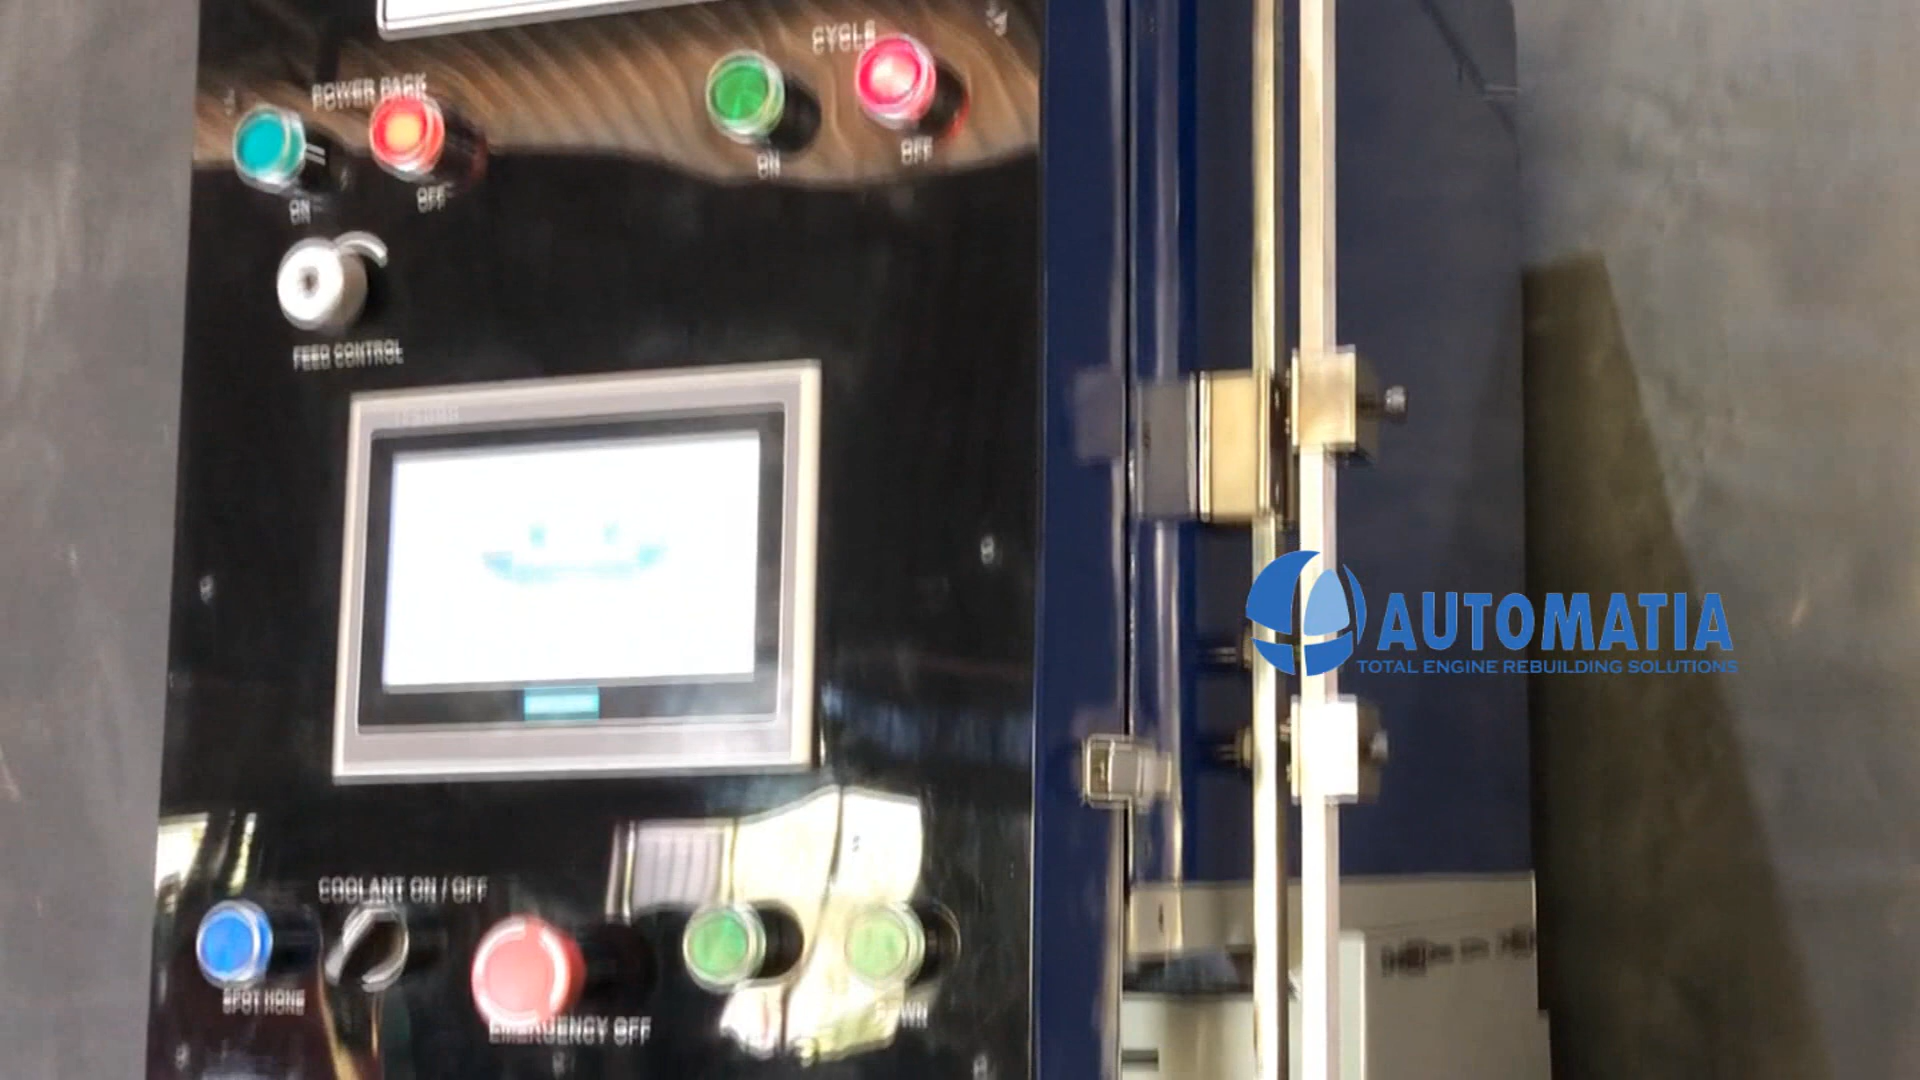 CYCLE
POWER PACK
ON
OFF
ON
OFF
FEED CONTROL
AUTOMATIA
TOTAL ENGINE REBUILDING SOLUTIONS
COOLANT ON / OFF
SPOT HONE
EMERGENCY OFF
DOWN